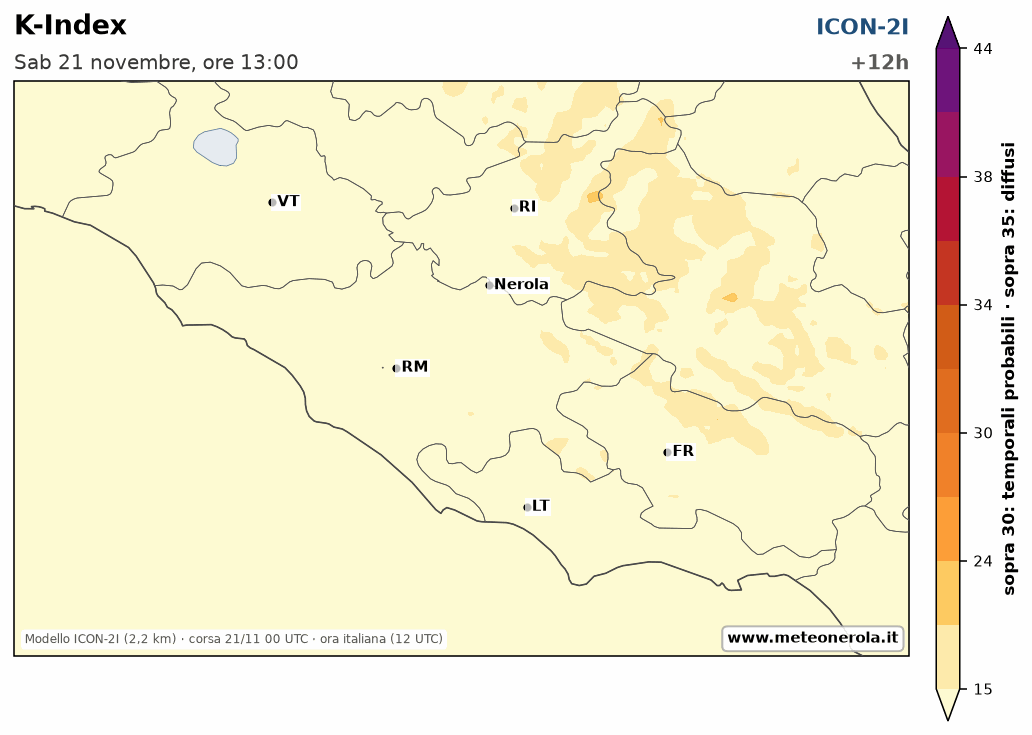 K-Index
ICON-2I
Sab 21 novembre, ore 13:00
+12h
44
38
34
30
24
15
sopra 30: temporali probabili · sopra 35: diffusi
VT
RI
Nerola
RM
FR
LT
Modello ICON-2I (2,2 km) · corsa 21/11 00 UTC · ora italiana (12 UTC)
www.meteonerola.it